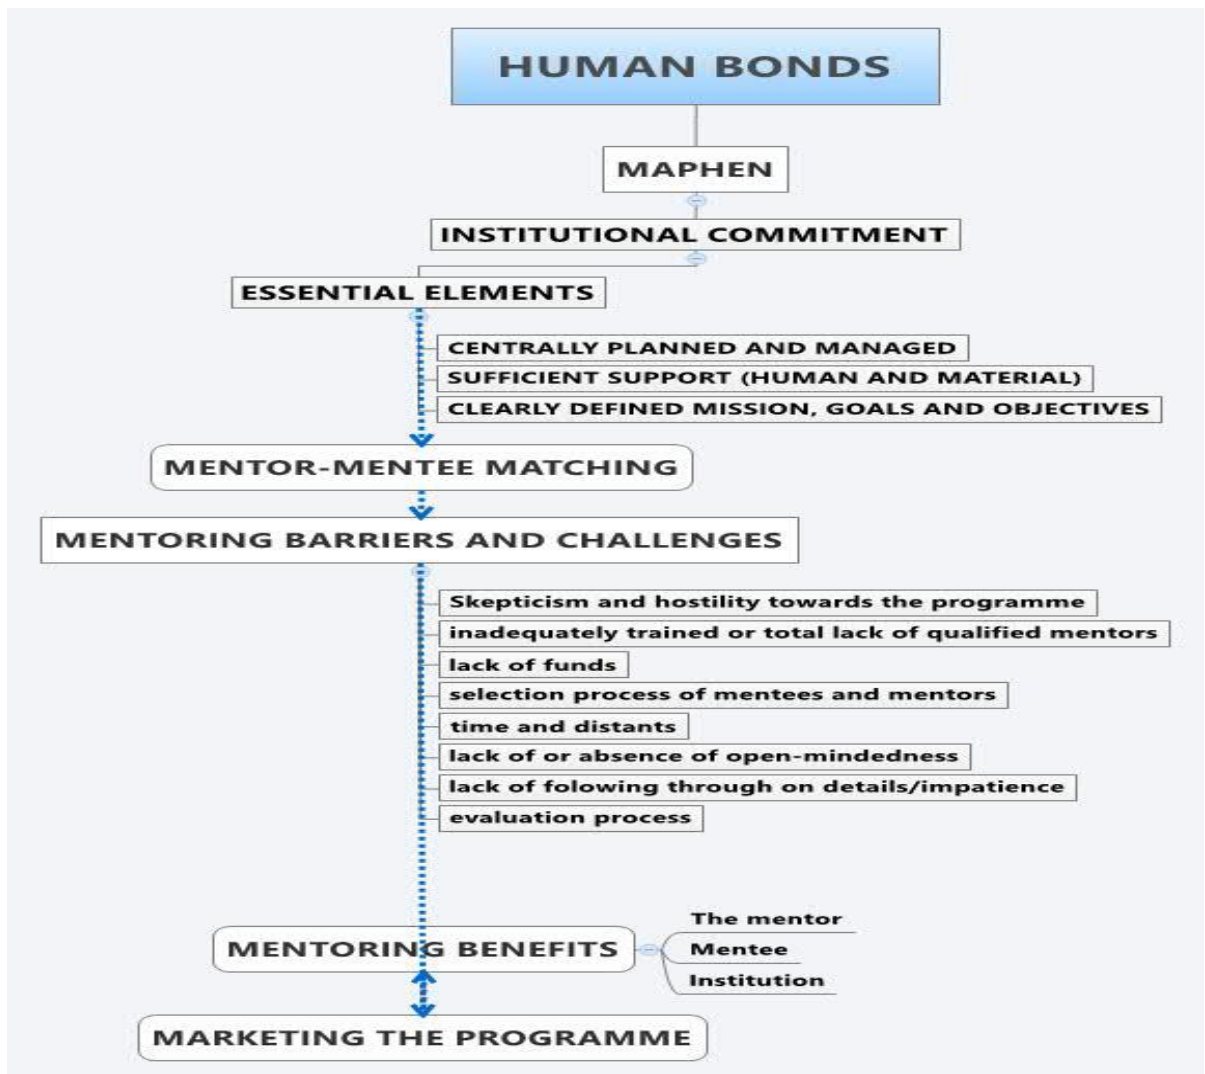 HUMAN BONDS
MAPHEN
INSTITUTIONAL COMMITMENT
ESSENTIAL ELEMENTS
CENTRALLY PLANNED AND MANAGED
SUFFICIENT SUPPORT (HUMAN AND MATERIAL)
CLEARLY DEFINED MISSION, GOALS AND OBJECTIVES
MENTOR-MENTEE MATCHING
MENTORING BARRIERS AND CHALLENGES
Skepticism and hostility towards the programme
inadequately trained or total lack of qualified mentors
lack of funds
selection process of mentees and mentors
time and distants
lack of or absence of open-mindedness
lack of folowing through on details/impatience
evaluation process
The mentor
MENTORING BENEFITS
Mentee
Institution
MARKETING THE PROGRAMME